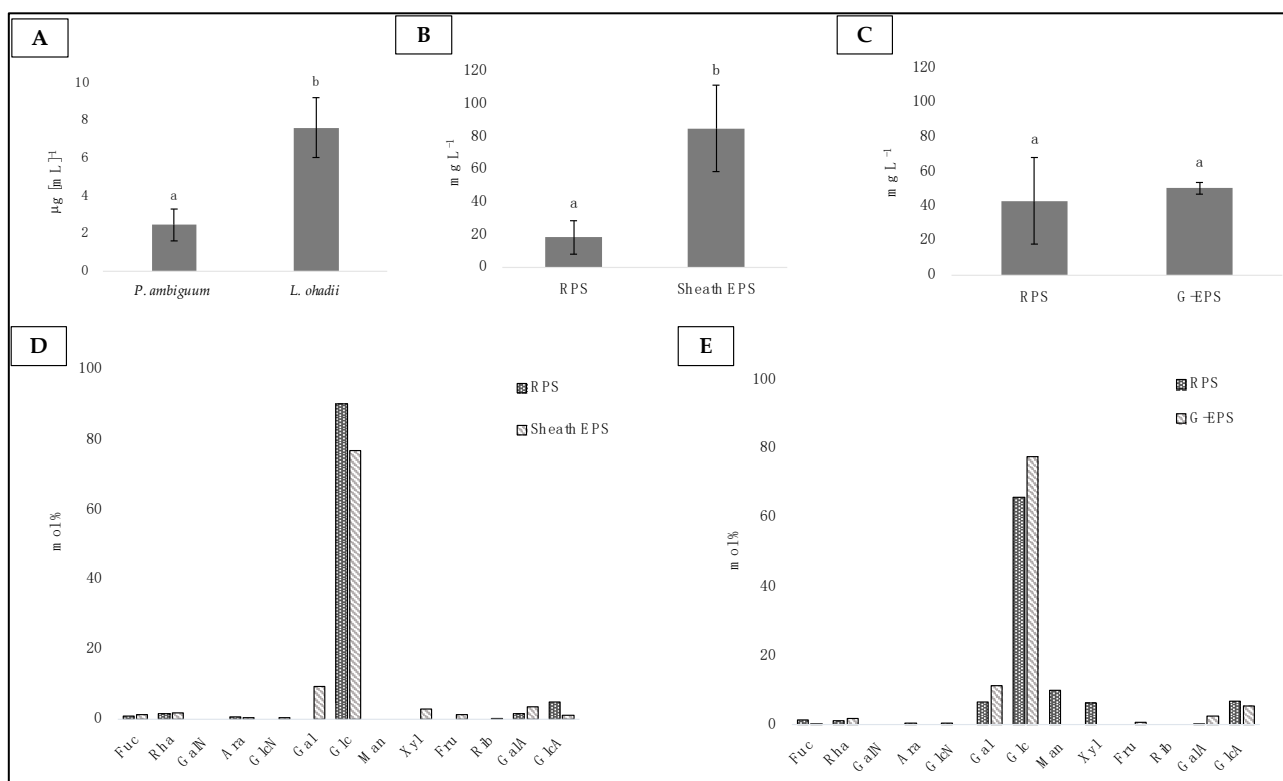 A
μg [mL]⁻¹
10
8
6
4
2
0
a
b
P. ambiguum
L. ohadii
B
mg L⁻¹
120
100
80
60
40
20
0
a
b
RPS
Sheath EPS
C
mg L⁻¹
120
100
80
60
40
20
0
a
a
RPS
G-EPS
D
mol%
100
80
60
40
20
0
RPS
Sheath EPS
Fuc
Rha
GalN
Ara
GlcN
Gal
Glc
Man
Xyl
Fru
Rib
GalA
GlcA
E
mol%
100
80
60
40
20
0
RPS
G-EPS
Fuc
Rha
GalN
Ara
GlcN
Gal
Glc
Man
Xyl
Fru
Rib
GalA
GlcA